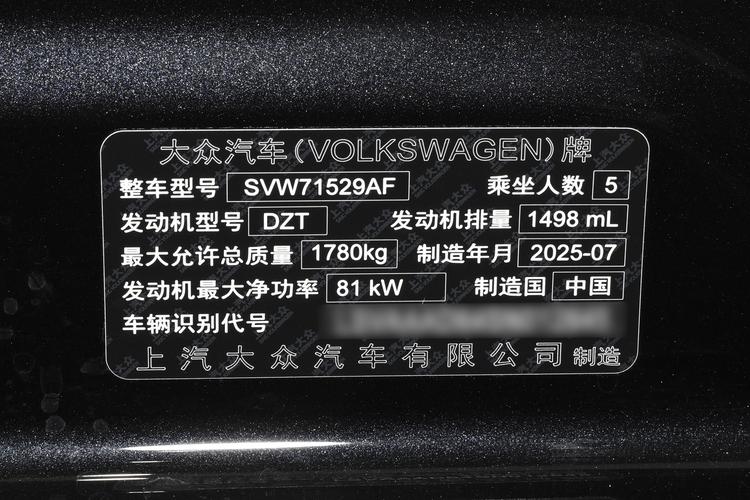 大众汽车(VOLKSWAGEN)牌
整车型号 SVW71529AF 乘坐人数 5
发动机型号 DZT 发动机排量 1498 mL
最大允许总质量 1780kg 制造年月 2025-07
发动机最大净功率 81 kW 制造国 中国
车辆识别代号
上汽大众汽车有限公司 制造